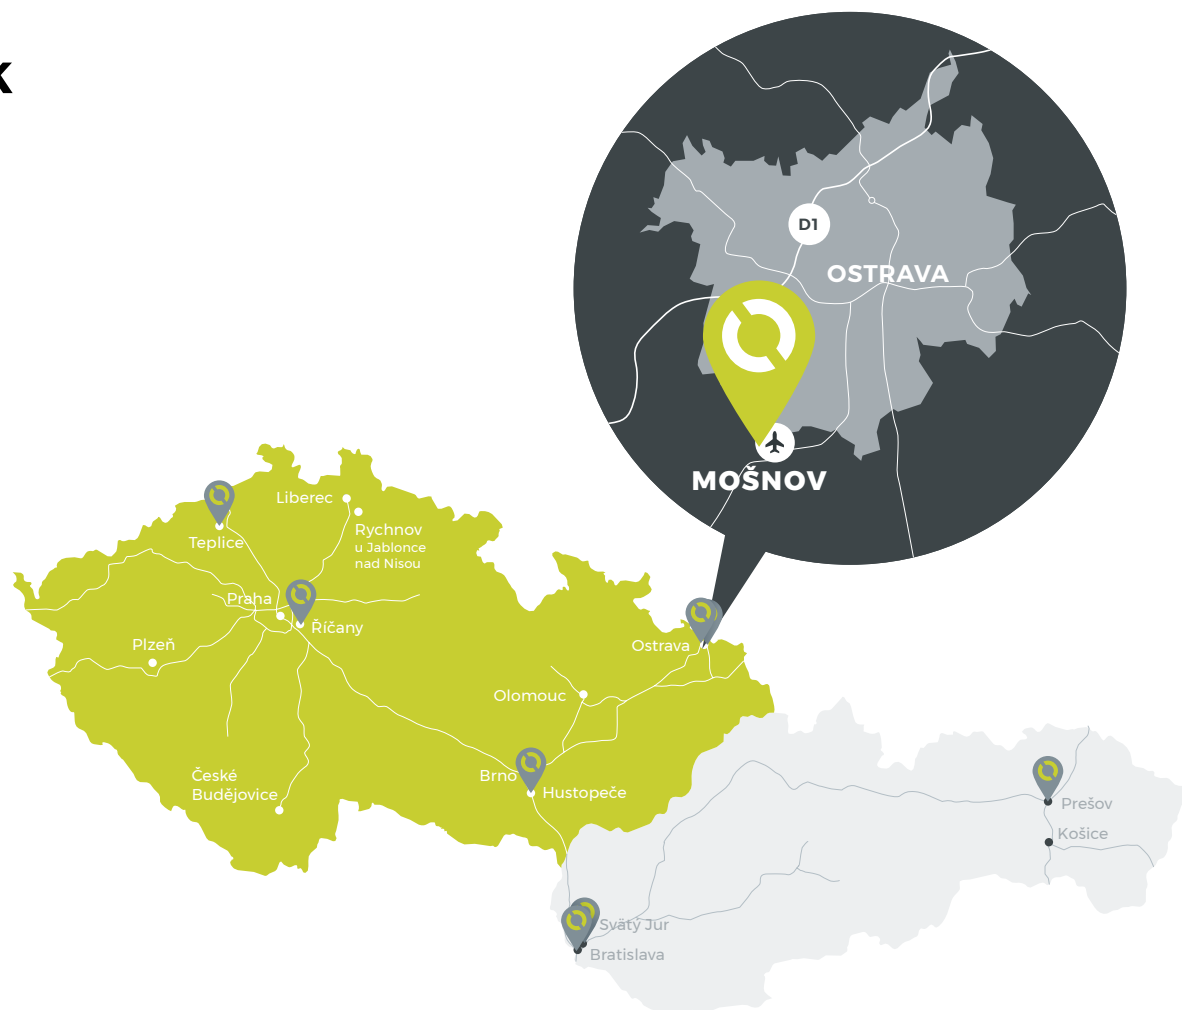 D1
OSTRAVA
MOŠNOV
Liberec
Rychnov
u Jablonce
nad Nisou
Teplice
Praha
Říčany
Plzeň
Ostrava
Olomouc
České
Budějovice
Brno
Hustopeče
Prešov
Košice
Svätý Jur
Bratislava